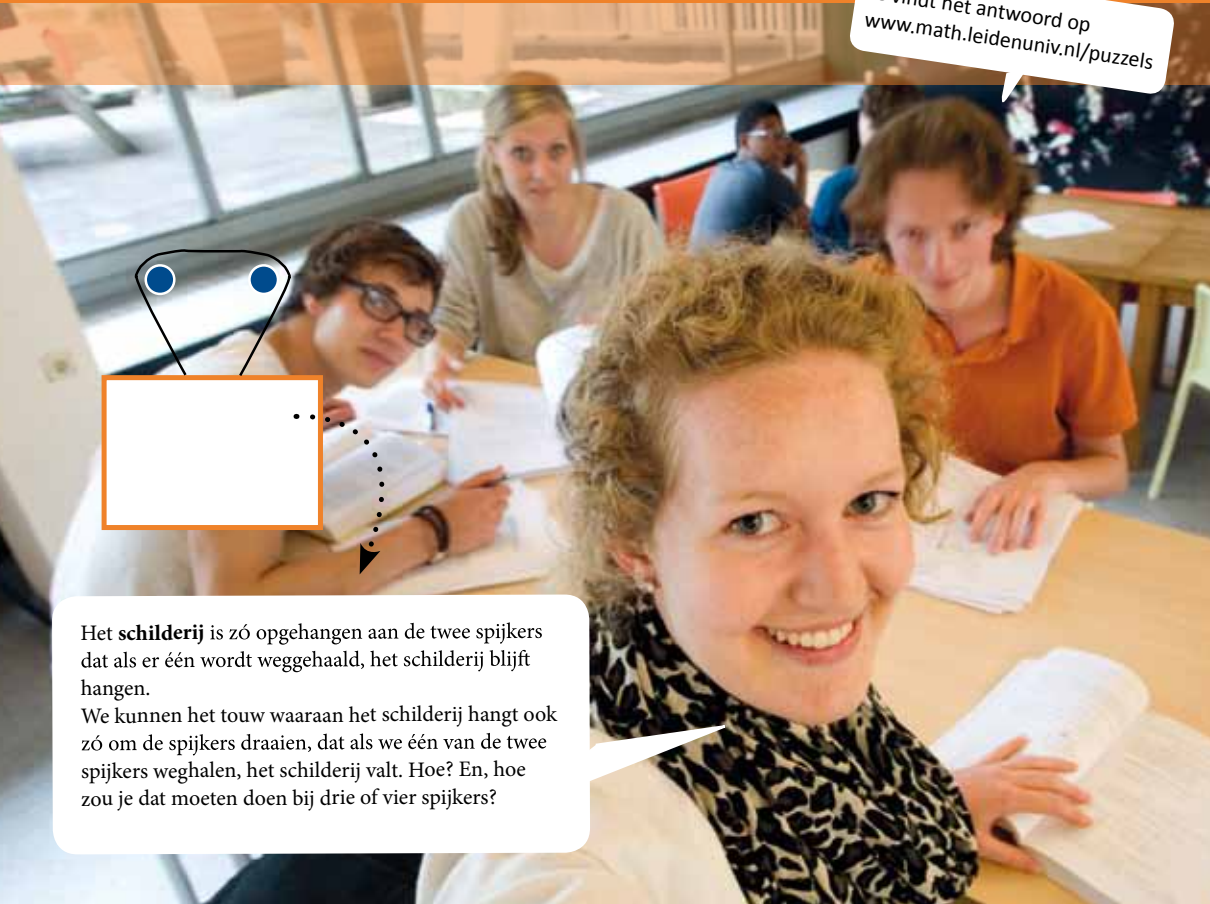 vindt het antwoord op
www.math.leidenuniv.nl/puzzels
Het schilderij is zó opgehangen aan de twee spijkers
dat als er één wordt weggehaald, het schilderij blijft
hangen.
We kunnen het touw waaraan het schilderij hangt ook
zó om de spijkers draaien, dat als we één van de twee
spijkers weghalen, het schilderij valt. Hoe? En, hoe
zou je dat moeten doen bij drie of vier spijkers?